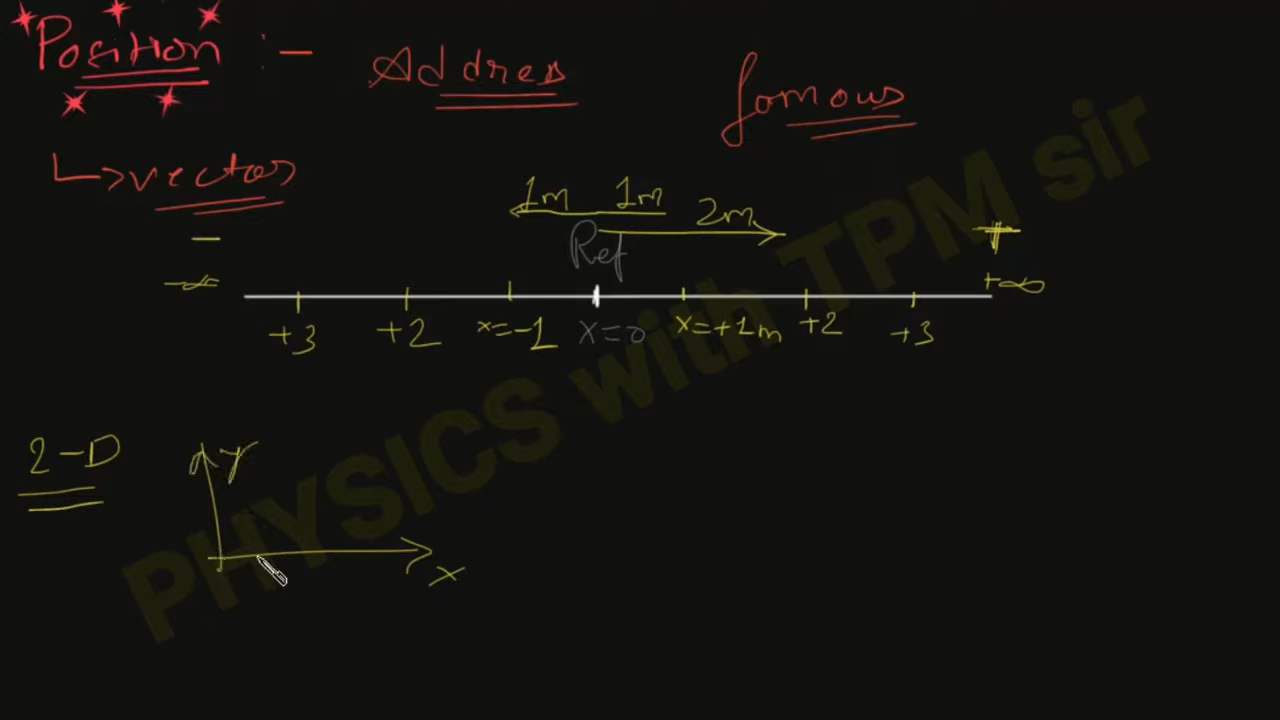 Position :- Address
famous
↳ vector
1m 1m 2m
- Ref +
-∞ +∞
+3 +2 x=-1 x=0 x=+1m +2 +3
2-D Y
X
PHYSICS with TPM sir